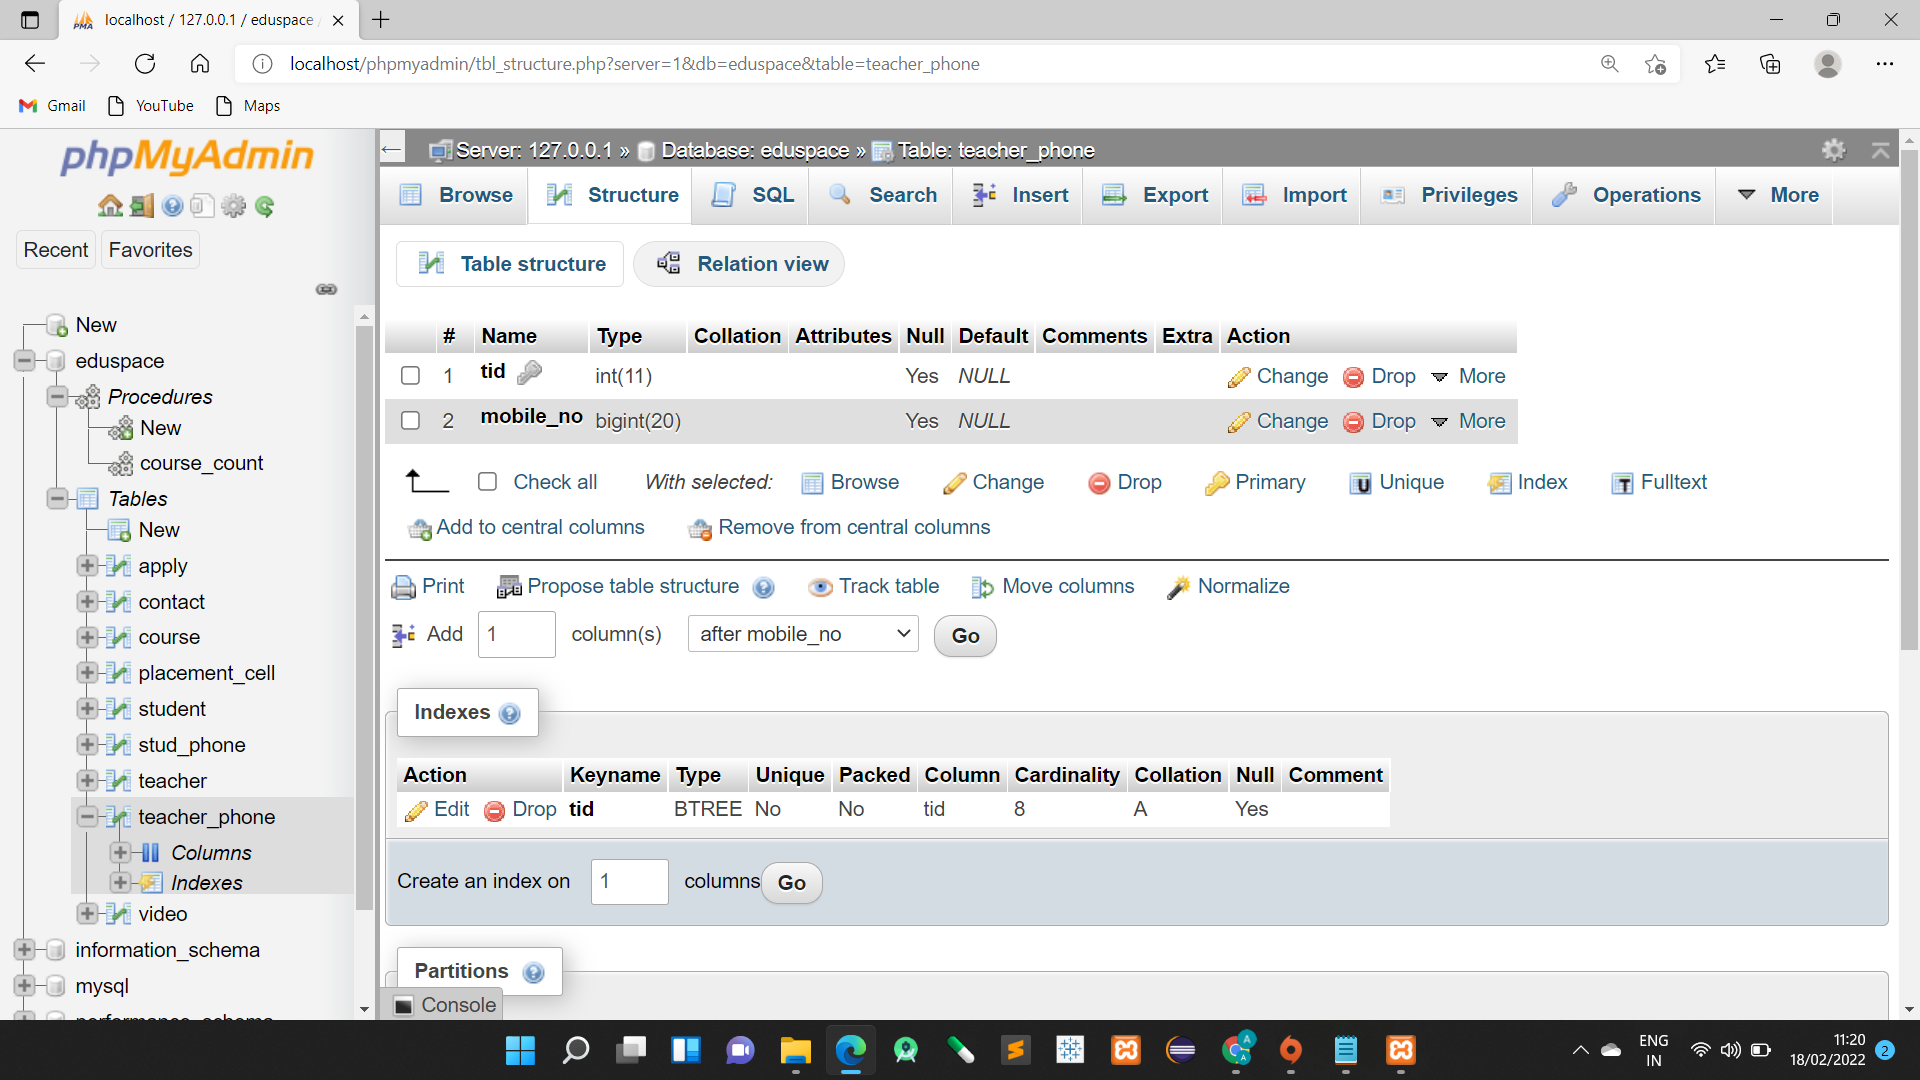 localhost / 127.0.0.1 / eduspace
localhost/phpmyadmin/tbl_structure.php?server=1&db=eduspace&table=teacher_phone
Gmail YouTube Maps
phpMyAdmin
Recent Favorites
New
eduspace
Procedures
New
course_count
Tables
New
apply
contact
course
placement_cell
student
stud_phone
teacher
teacher_phone
Columns
Indexes
video
information_schema
mysql
performance_schema
Server: 127.0.0.1 » Database: eduspace » Table: teacher_phone
Browse Structure SQL Search Insert Export Import Privileges Operations More
Table structure Relation view
# Name Type Collation Attributes Null Default Comments Extra Action
1 tid int(11) Yes NULL Change Drop More
2 mobile_no bigint(20) Yes NULL Change Drop More
Check all With selected: Browse Change Drop Primary Unique Index Fulltext
Add to central columns Remove from central columns
Print Propose table structure Track table Move columns Normalize
Add 1 column(s) after mobile_no Go
Indexes
Action Keyname Type Unique Packed Column Cardinality Collation Null Comment
Edit Drop tid BTREE No No tid 8 A Yes
Create an index on 1 columns Go
Partitions
Console
ENG
IN
11:20
18/02/2022
2